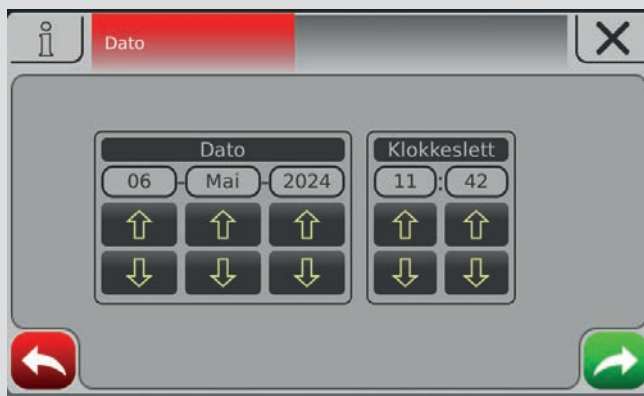 Dato
Dato Klokkeslett
06 - Mai - 2024 11 : 42